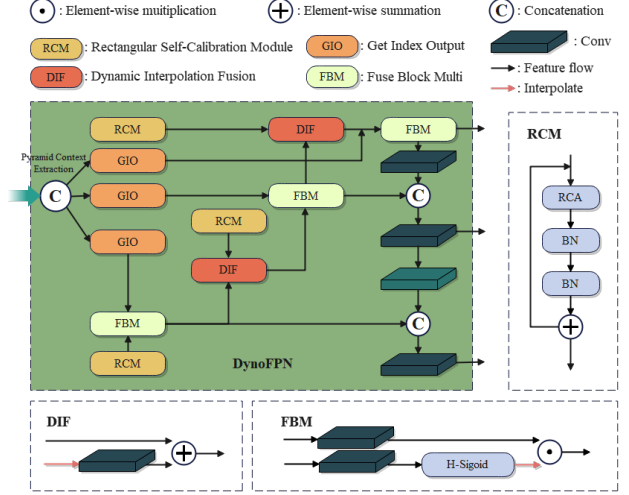 : Element-wise muitiplication
: Element-wise summation
C : Concatenation
RCM : Rectangular Self-Calibration Module
GIO : Get Index Output
: Conv
DIF : Dynamic Interpolation Fusion
FBM : Fuse Block Multi
: Feature flow
: Interpolate
RCM
DIF
FBM
Pyramid Context
Extraction
GIO
C
GIO
FBM
C
RCM
GIO
DIF
FBM
C
RCM
DynoFPN
RCM
RCA
BN
BN
DIF
FBM
H-Sigoid